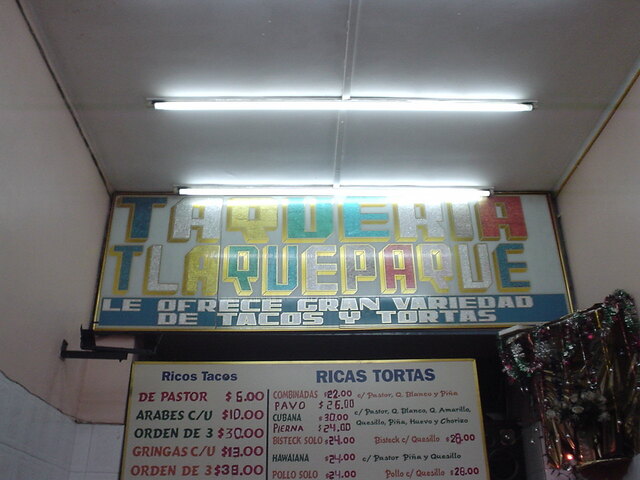 TAQUERIA
TLAQUEPAQUE
LE OFRECE GRAN VARIEDAD
DE TACOS Y TORTAS
Ricos Tacos
DE PASTOR $6.00
ARABES C/U $10.00
ORDEN DE 3 $30.00
GRINGAS C/U $13.00
ORDEN DE 3 $38.00
RICAS TORTAS
COMBINADAS $22.00 c/ Pastor, Q. Blanco y Piña
PAVO $26.00
CUBANA $30.00 c/ Pastor, Q. Blanco, Q. Amarillo,
Quesillo, Piña, Huevo y Chorizo
PIERNA $24.00
BISTECK SOLO $24.00 Bisteck c/ Quesillo $28.00
HAWAIANA $24.00 c/ Pastor Piña y Quesillo
POLLO SOLO $24.00 Pollo c/ Quesillo $28.00